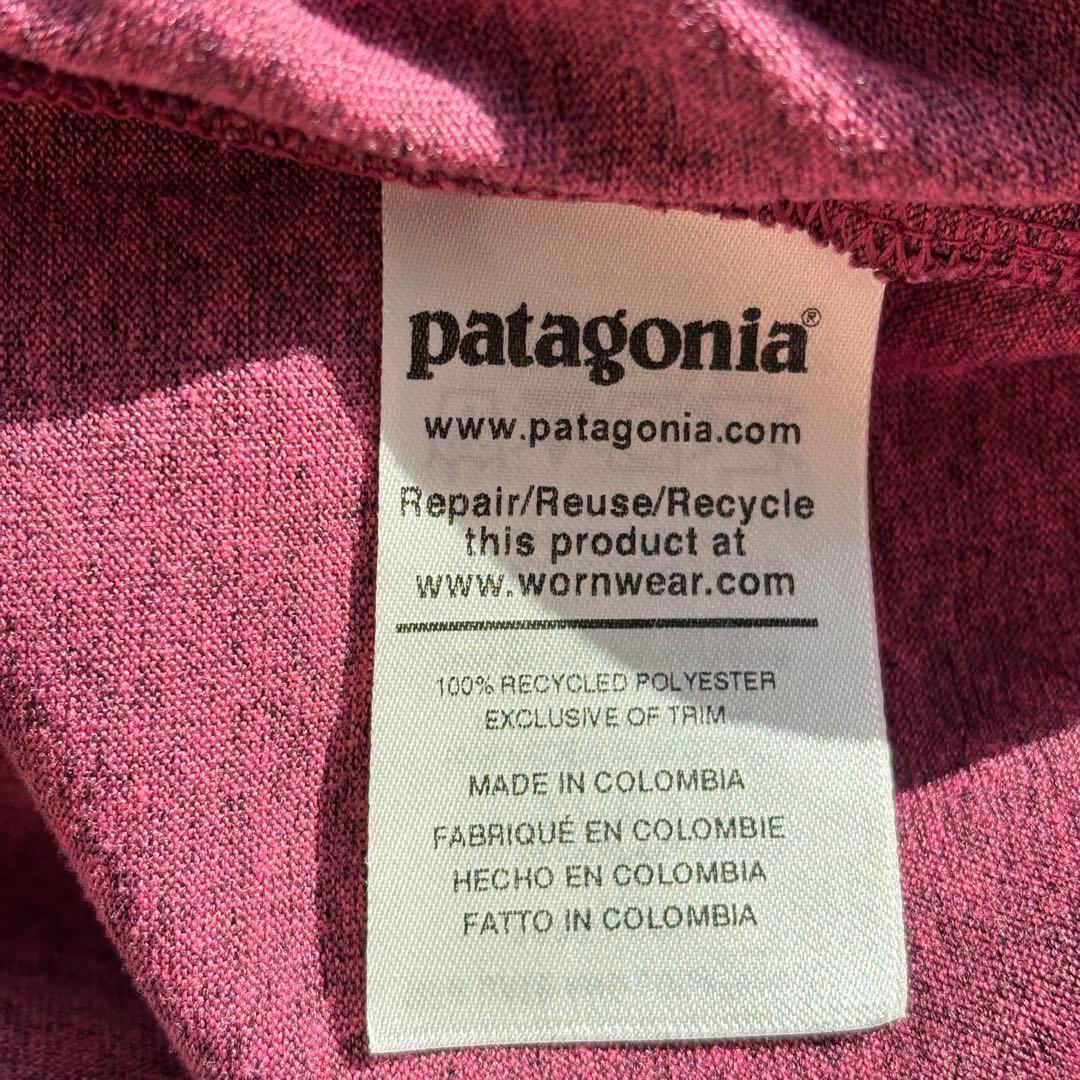 patagonia®
www.patagonia.com
Repair/Reuse/Recycle
this product at
www.wornwear.com
100% RECYCLED POLYESTER
EXCLUSIVE OF TRIM
MADE IN COLOMBIA
FABRIQUÉ EN COLOMBIE
HECHO EN COLOMBIA
FATTO IN COLOMBIA